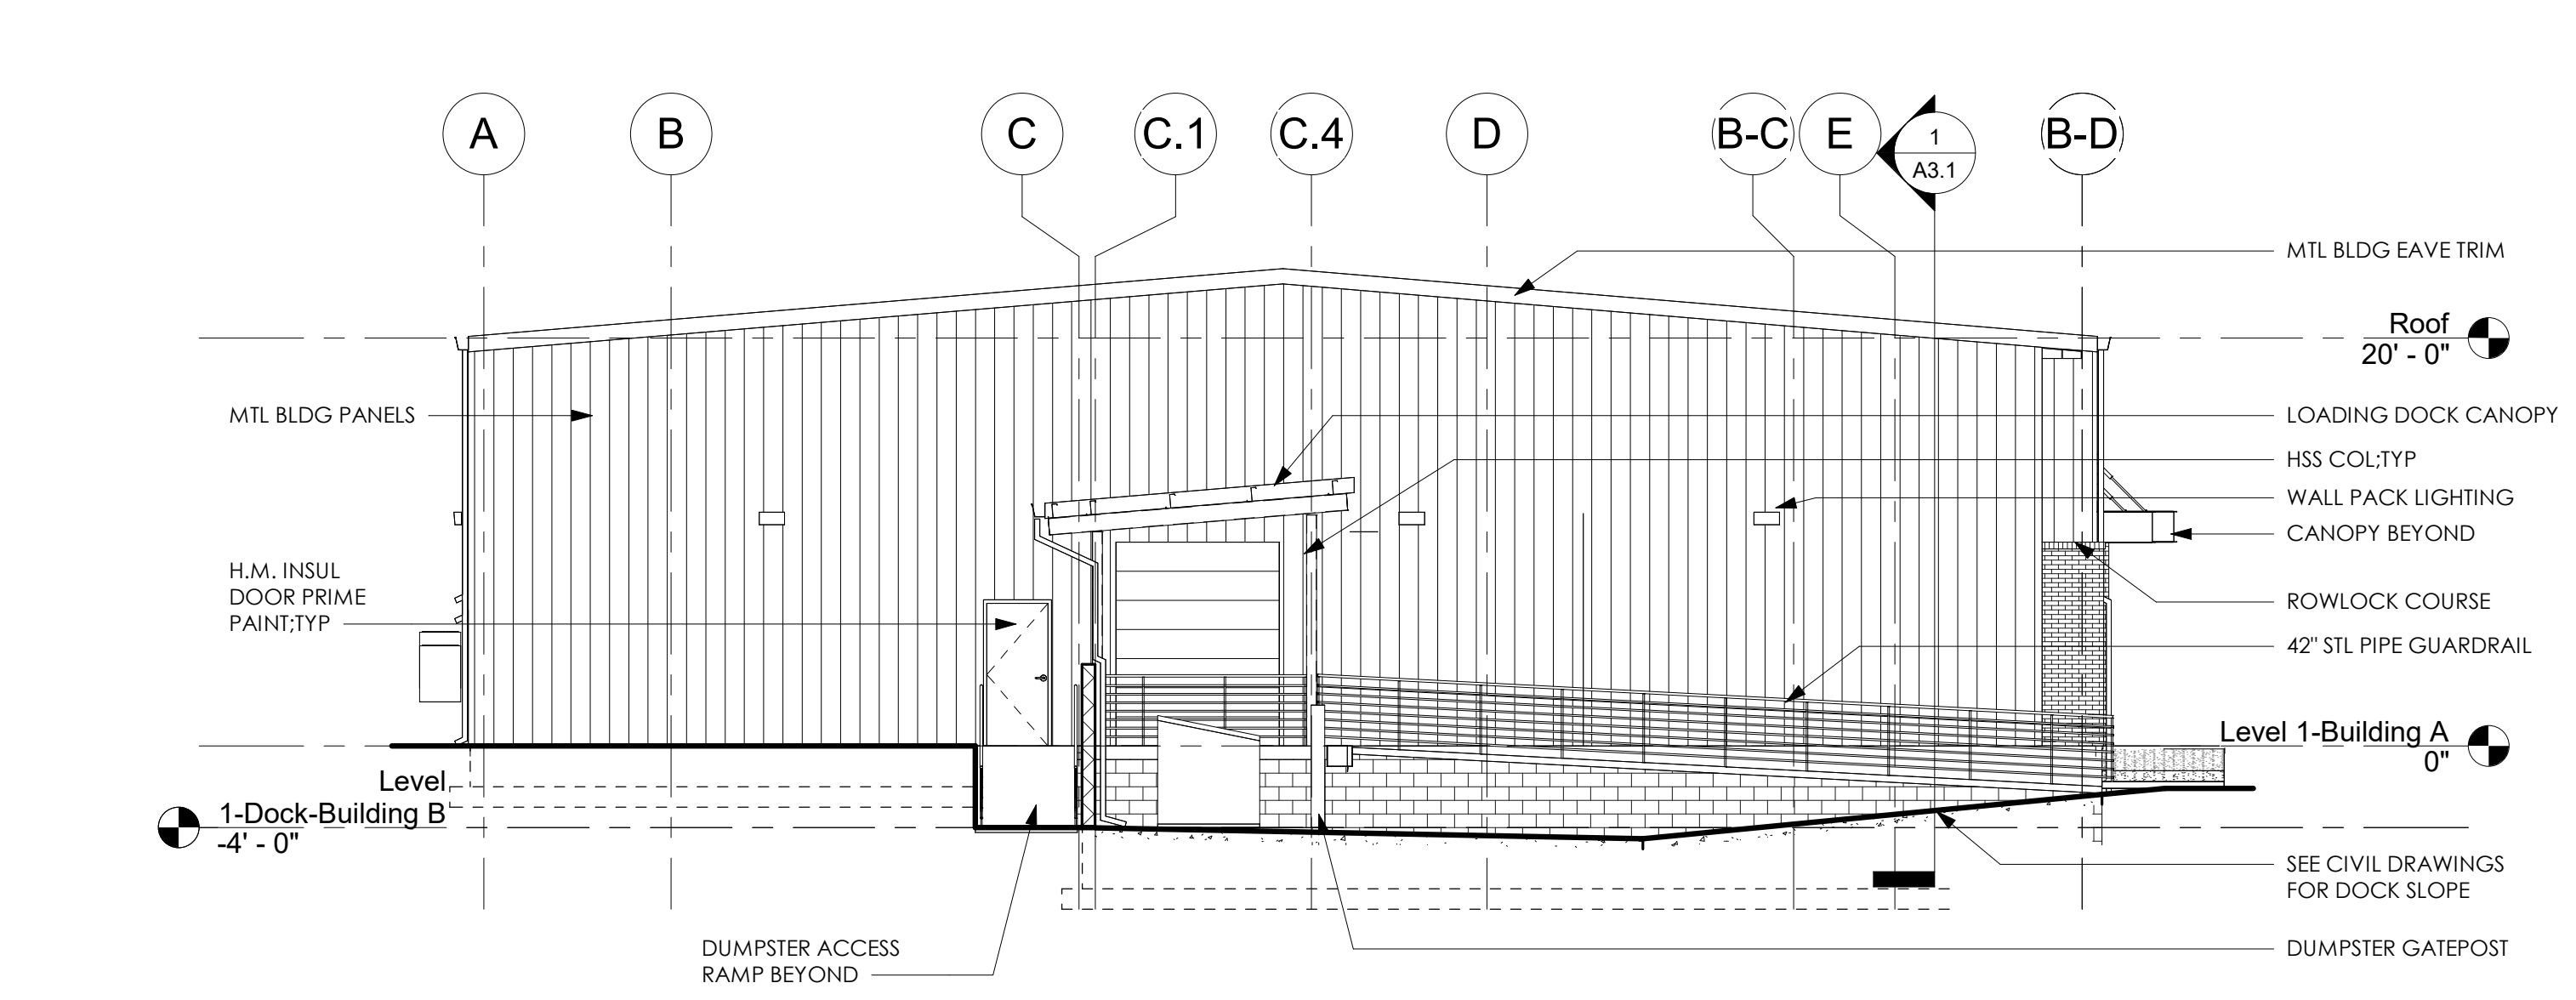 A
B
C
C.1
C.4
D
B-C
E
1
A3.1
B-D
MTL BLDG EAVE TRIM
Roof
20' - 0"
MTL BLDG PANELS
LOADING DOCK CANOPY
HSS COL;TYP
WALL PACK LIGHTING
CANOPY BEYOND
H.M. INSUL
DOOR PRIME
PAINT;TYP
ROWLOCK COURSE
42" STL PIPE GUARDRAIL
Level 1-Building A
0"
Level
1-Dock-Building B
-4' - 0"
SEE CIVIL DRAWINGS
FOR DOCK SLOPE
DUMPSTER ACCESS
RAMP BEYOND
DUMPSTER GATEPOST